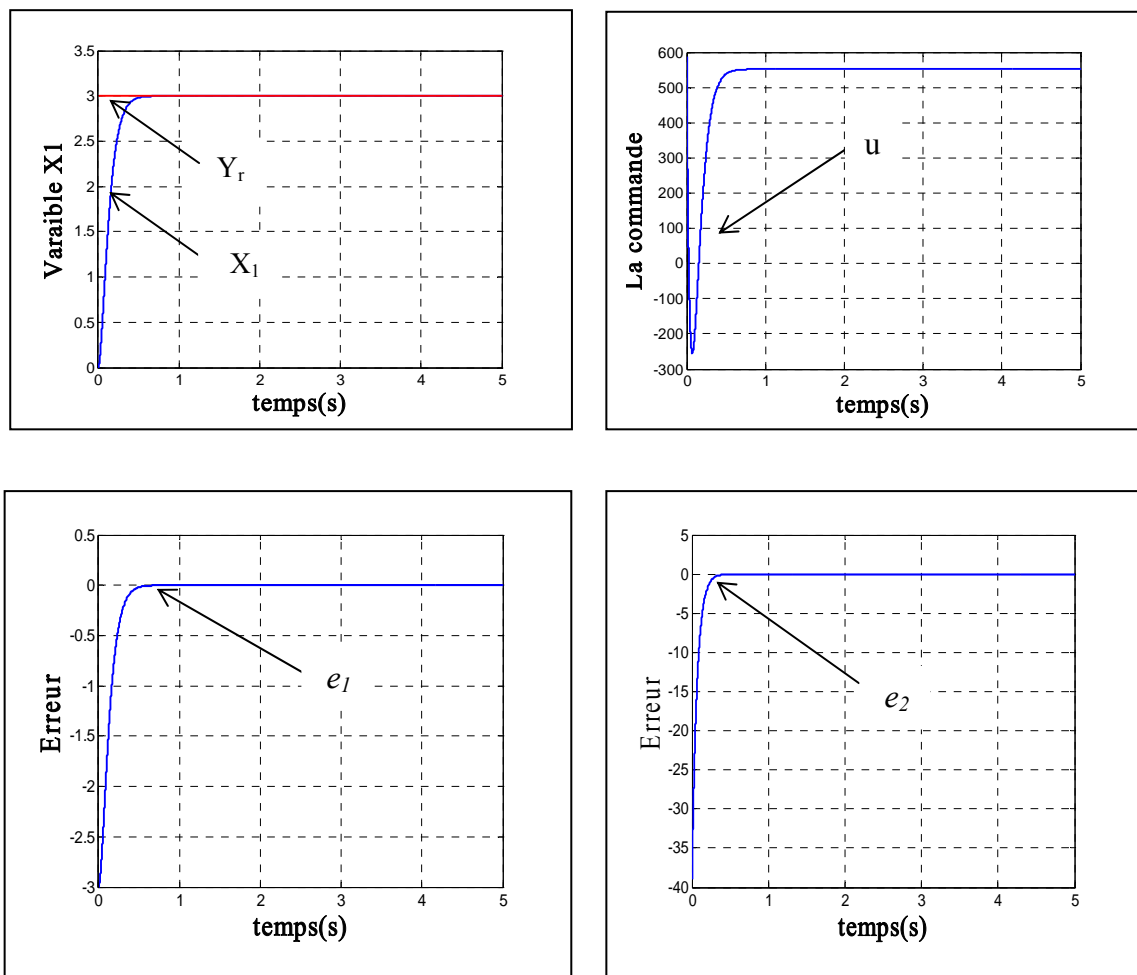 3.5
3
2.5
2
1.5
1
0.5
0
0 1 2 3 4 5
Varaible X1
temps(s)
Yr
X1
600
500
400
300
200
100
0
-100
-200
-300
0 1 2 3 4 5
La commande
temps(s)
u
0.5
0
-0.5
-1
-1.5
-2
-2.5
-3
0 1 2 3 4 5
Erreur
temps(s)
e1
5
0
-5
-10
-15
-20
-25
-30
-35
-40
0 1 2 3 4 5
Erreur
temps(s)
e2